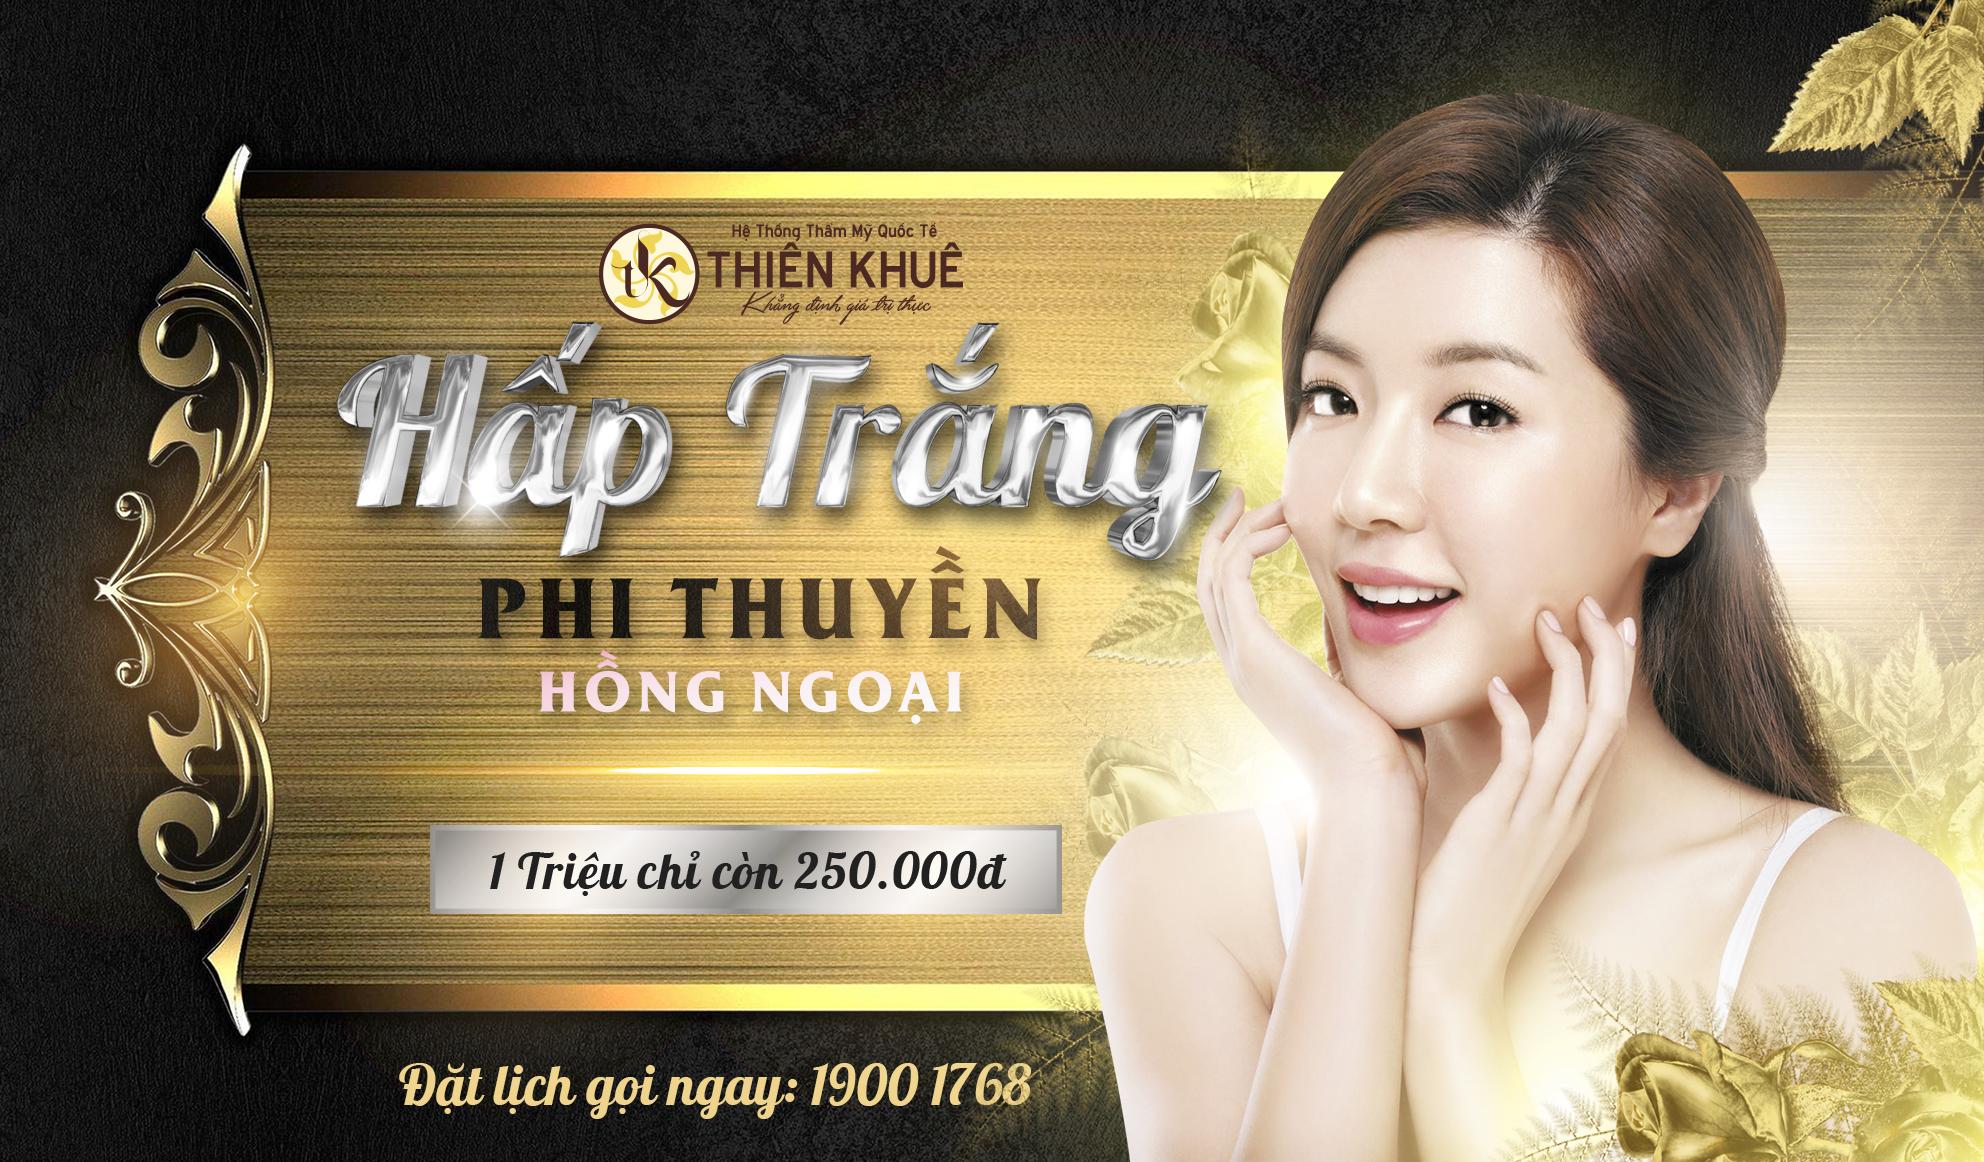 Hệ Thống Thẩm Mỹ Quốc Tế
tk THIÊN KHUÊ
Khẳng định giá trị thực
Hấp Trắng
PHI THUYỀN
HỒNG NGOẠI
1 Triệu chỉ còn 250.000đ
Đặt lịch gọi ngay: 1900 1768